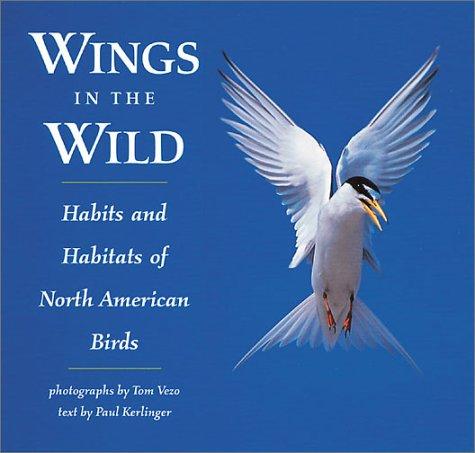 WINGS
IN THE
WILD
Habits and
Habitats of
North American
Birds
photographs by Tom Vezo
text by Paul Kerlinger